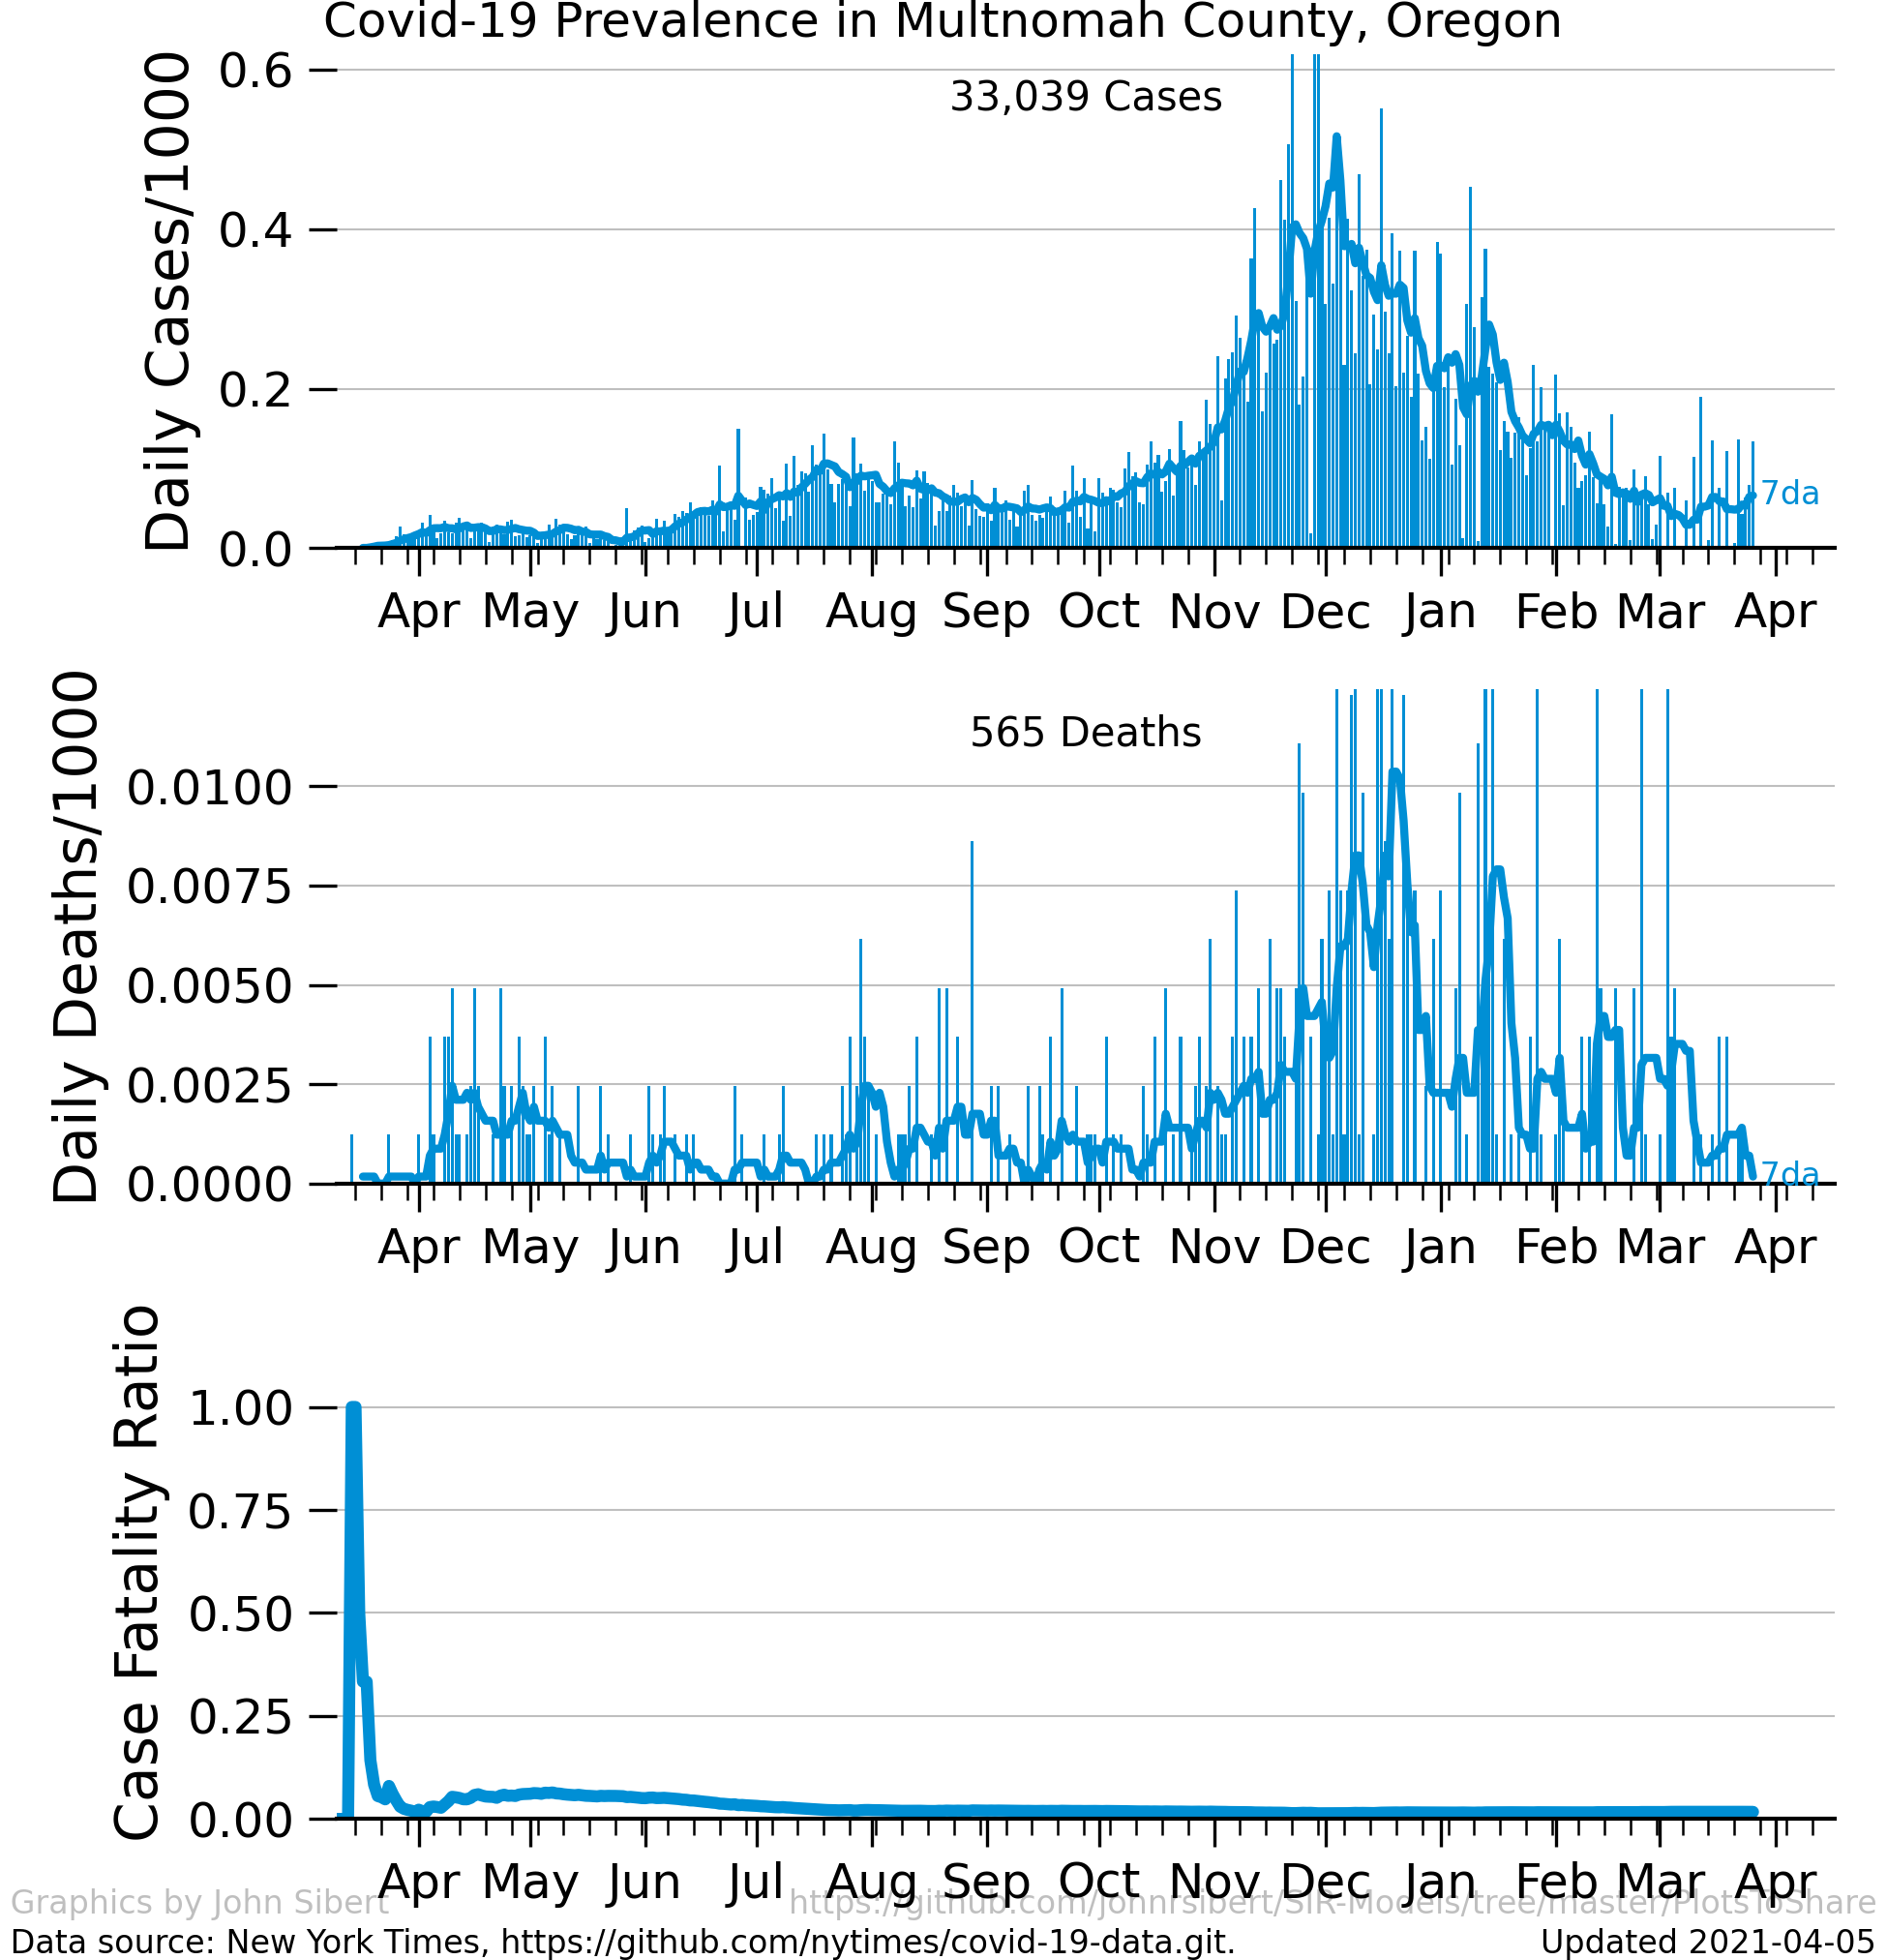 Covid-19 Prevalence in Multnomah County, Oregon
Daily Cases/1000
0.6
0.4
0.2
0.0
33,039 Cases
7da
Apr May Jun Jul Aug Sep Oct Nov Dec Jan Feb Mar Apr
Daily Deaths/1000
0.0100
0.0075
0.0050
0.0025
0.0000
565 Deaths
7da
Apr May Jun Jul Aug Sep Oct Nov Dec Jan Feb Mar Apr
Case Fatality Ratio
1.00
0.75
0.50
0.25
0.00
Apr May Jun Jul Aug Sep Oct Nov Dec Jan Feb Mar Apr
Graphics by John Sibert https://github.com/johnrsibert/SIR-Models/tree/master/PlotsToShare
Data source: New York Times, https://github.com/nytimes/covid-19-data.git. Updated 2021-04-05